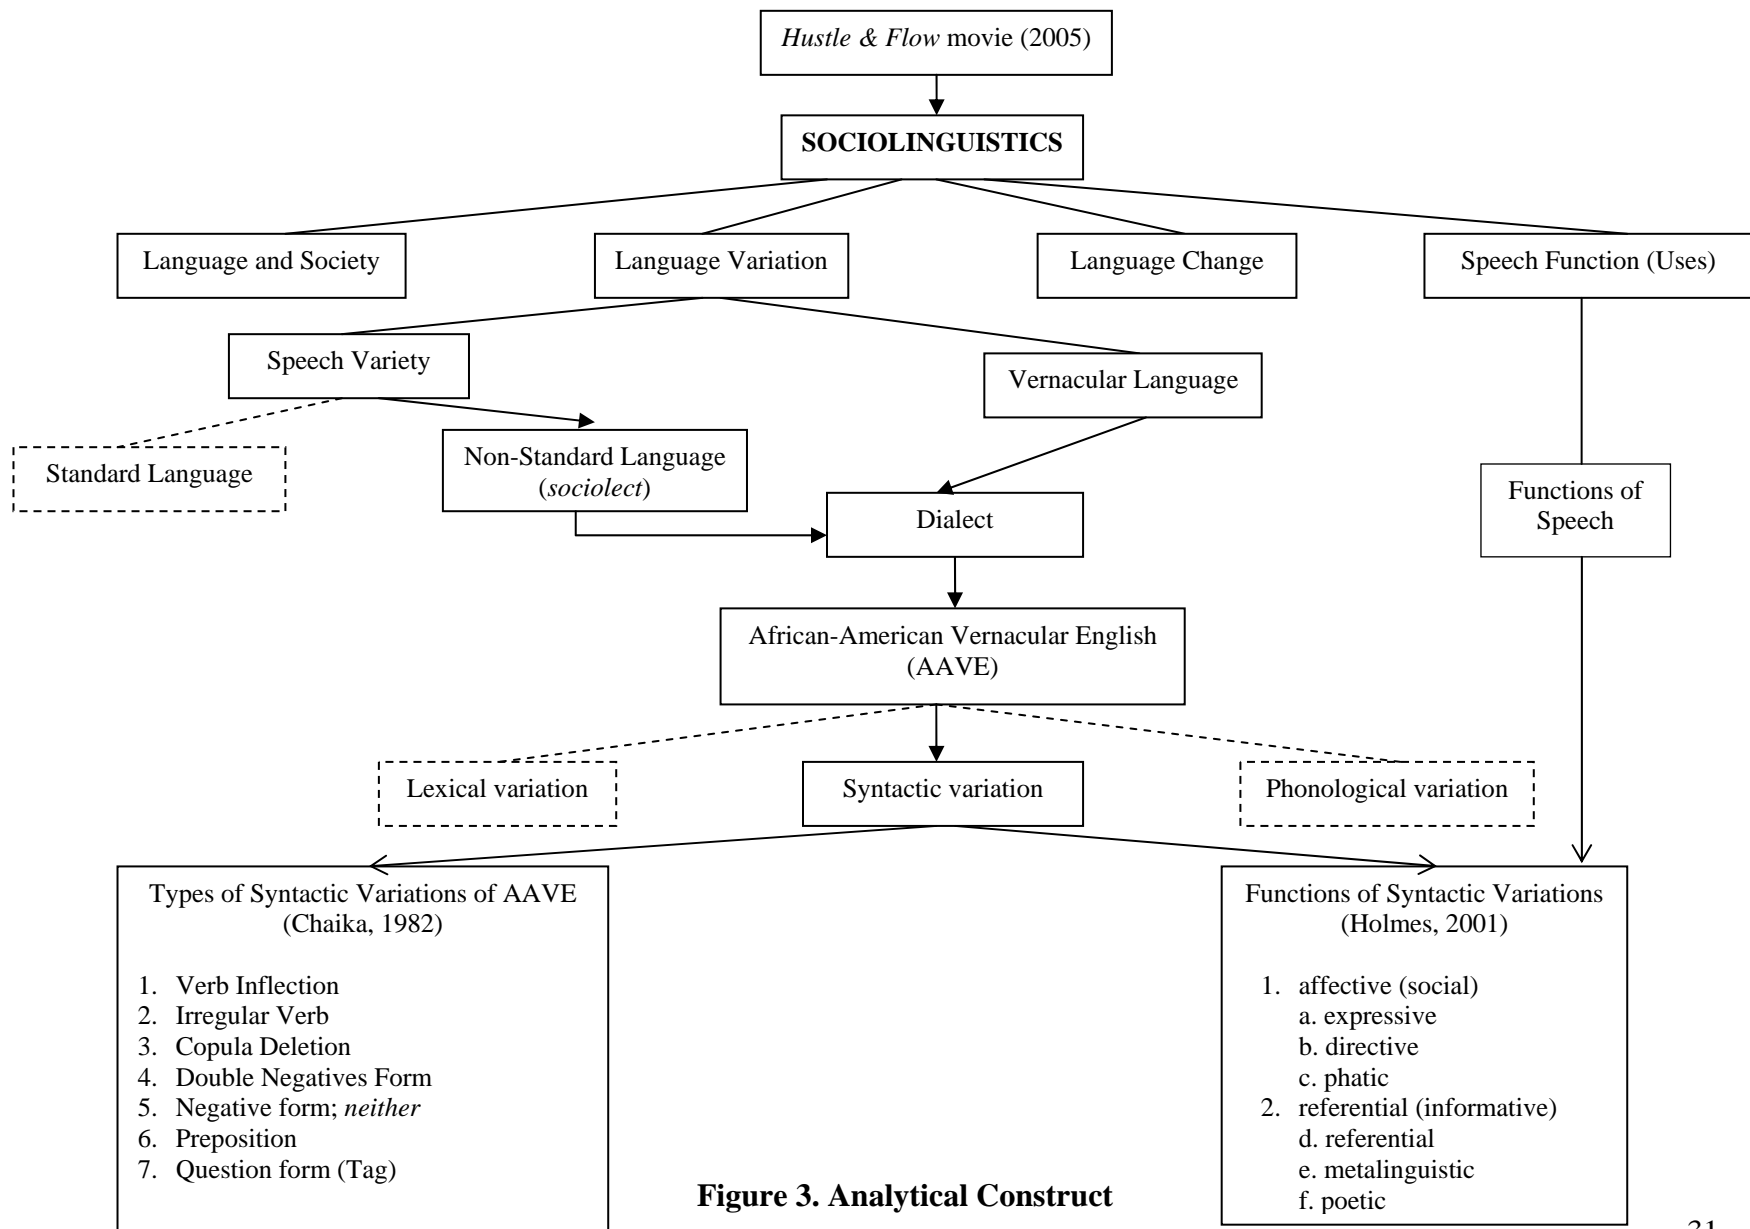 Hustle & Flow movie (2005)
SOCIOLINGUISTICS
Language and Society
Language Variation
Language Change
Speech Function (Uses)
Speech Variety
Vernacular Language
Standard Language
Non-Standard Language
(sociolect)
Functions of
Speech
Dialect
African-American Vernacular English
(AAVE)
Lexical variation
Syntactic variation
Phonological variation
Types of Syntactic Variations of AAVE
(Chaika, 1982)
1. Verb Inflection
2. Irregular Verb
3. Copula Deletion
4. Double Negatives Form
5. Negative form; neither
6. Preposition
7. Question form (Tag)
Functions of Syntactic Variations
(Holmes, 2001)
1. affective (social)
a. expressive
b. directive
c. phatic
2. referential (informative)
d. referential
e. metalinguistic
f. poetic
Figure 3. Analytical Construct
31